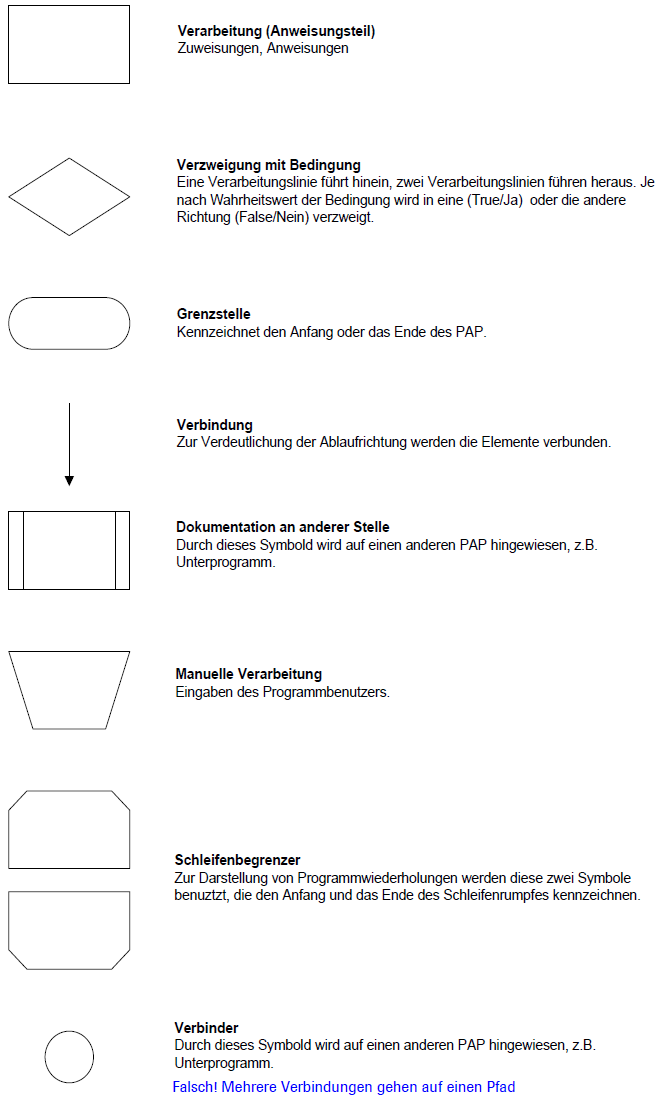 Verarbeitung (Anweisungsteil)
Zuweisungen, Anweisungen
Verzweigung mit Bedingung
Eine Verarbeitungslinie führt hinein, zwei Verarbeitungslinien führen heraus. Je
nach Wahrheitswert der Bedingung wird in eine (True/Ja) oder die andere
Richtung (False/Nein) verzweigt.
Grenzstelle
Kennzeichnet den Anfang oder das Ende des PAP.
Verbindung
Zur Verdeutlichung der Ablaufrichtung werden die Elemente verbunden.
Dokumentation an anderer Stelle
Durch dieses Symbold wird auf einen anderen PAP hingewiesen, z.B.
Unterprogramm.
Manuelle Verarbeitung
Eingaben des Programmbenutzers.
Schleifenbegrenzer
Zur Darstellung von Programmwiederholungen werden diese zwei Symbole
benuztzt, die den Anfang und das Ende des Schleifenrumpfes kennzeichnen.
Verbinder
Durch dieses Symbold wird auf einen anderen PAP hingewiesen, z.B.
Unterprogramm.
Falsch! Mehrere Verbindungen gehen auf einen Pfad